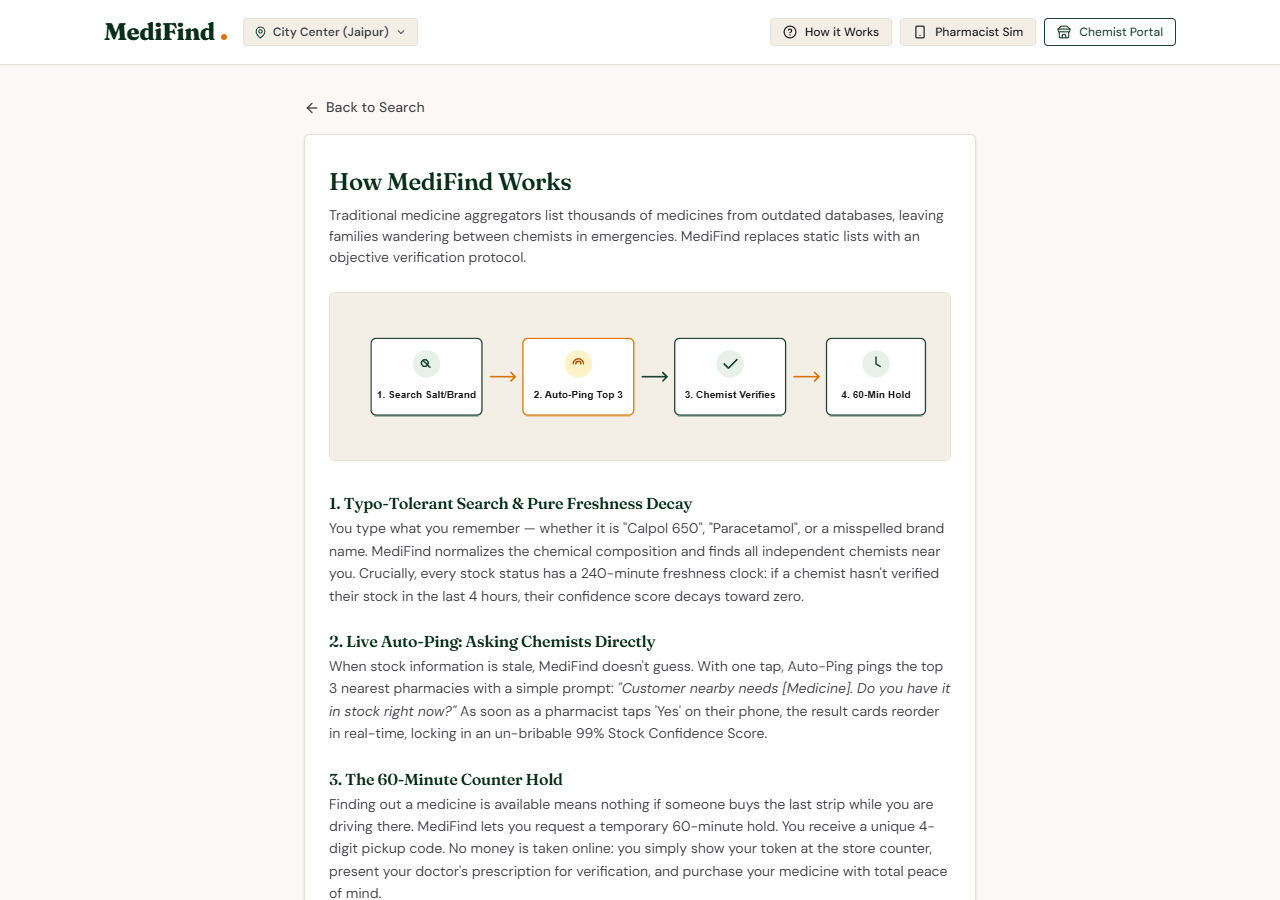 MediFind.
City Center (Jaipur)
How it Works
Pharmacist Sim
Chemist Portal
Back to Search
How MediFind Works
Traditional medicine aggregators list thousands of medicines from outdated databases, leaving
families wandering between chemists in emergencies. MediFind replaces static lists with an
objective verification protocol.
1. Search Salt/Brand
2. Auto-Ping Top 3
3. Chemist Verifies
4. 60-Min Hold
1. Typo-Tolerant Search & Pure Freshness Decay
You type what you remember — whether it is "Calpol 650", "Paracetamol", or a misspelled brand
name. MediFind normalizes the chemical composition and finds all independent chemists near
you. Crucially, every stock status has a 240-minute freshness clock: if a chemist hasn't verified
their stock in the last 4 hours, their confidence score decays toward zero.
2. Live Auto-Ping: Asking Chemists Directly
When stock information is stale, MediFind doesn't guess. With one tap, Auto-Ping pings the top
3 nearest pharmacies with a simple prompt: "Customer nearby needs [Medicine]. Do you have it
in stock right now?" As soon as a pharmacist taps 'Yes' on their phone, the result cards reorder
in real-time, locking in an un-bribable 99% Stock Confidence Score.
3. The 60-Minute Counter Hold
Finding out a medicine is available means nothing if someone buys the last strip while you are
driving there. MediFind lets you request a temporary 60-minute hold. You receive a unique 4-
digit pickup code. No money is taken online: you simply show your token at the store counter,
present your doctor's prescription for verification, and purchase your medicine with total peace
of mind.